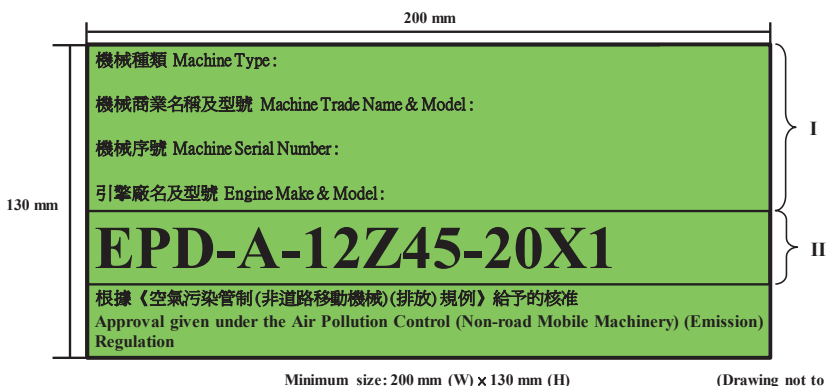 200 mm
機械種類 Machine Type:
機械商業名稱及型號 Machine Trade Name & Model:
I
機械序號 Machine Serial Number:
引擎廠名及型號 Engine Make & Model:
130 mm
EPD-A-12Z45-20X1
II
根據《空氣污染管制(非道路移動機械)(排放)規例》給予的核准
Approval given under the Air Pollution Control (Non-road Mobile Machinery) (Emission)
Regulation
Minimum size: 200 mm (W) x 130 mm (H) (Drawing not to